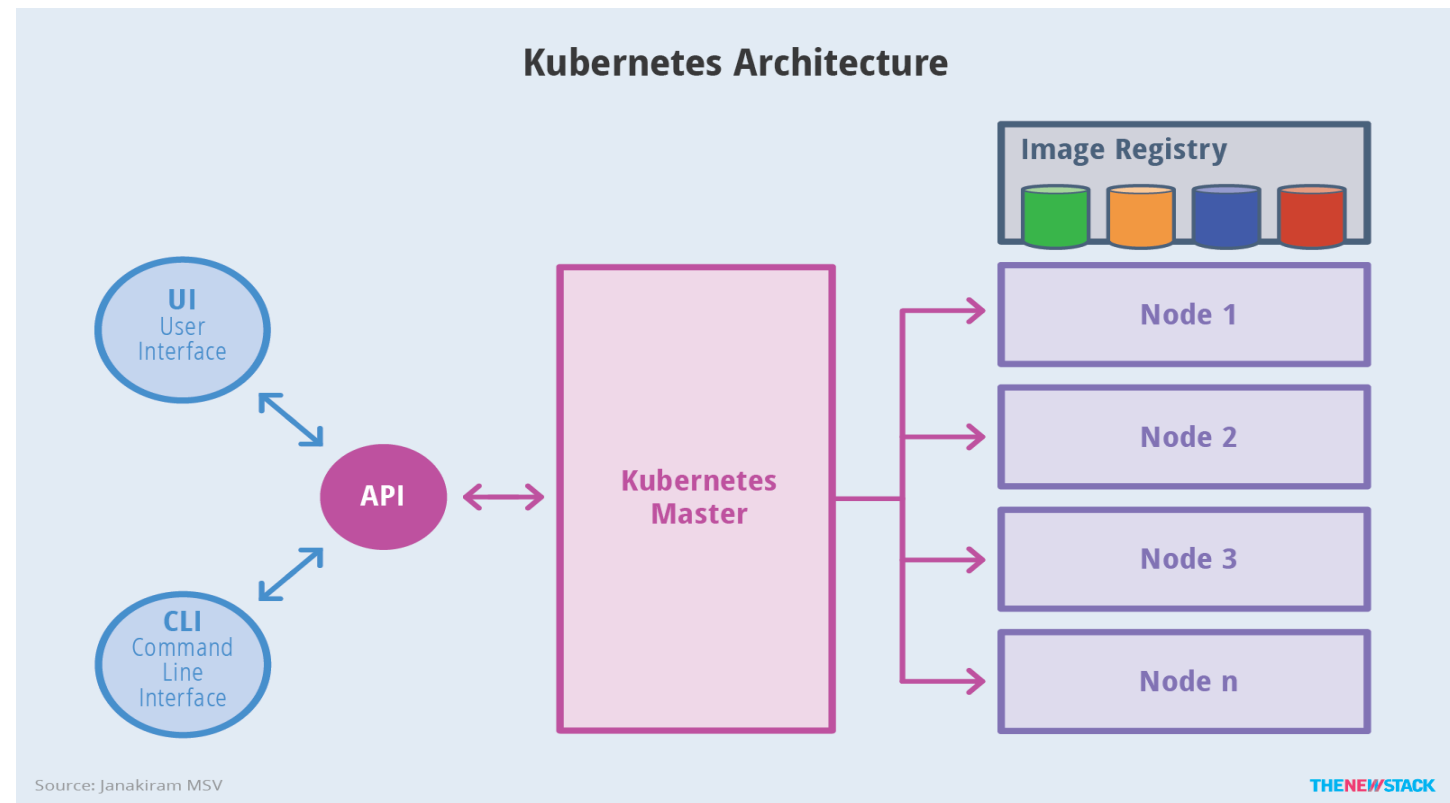 Kubernetes Architecture
Image Registry
UI
User
Interface
API
CLI
Command
Line
Interface
Kubernetes
Master
Node 1
Node 2
Node 3
Node n
Source: Janakiram MSV
THENEWSTACK